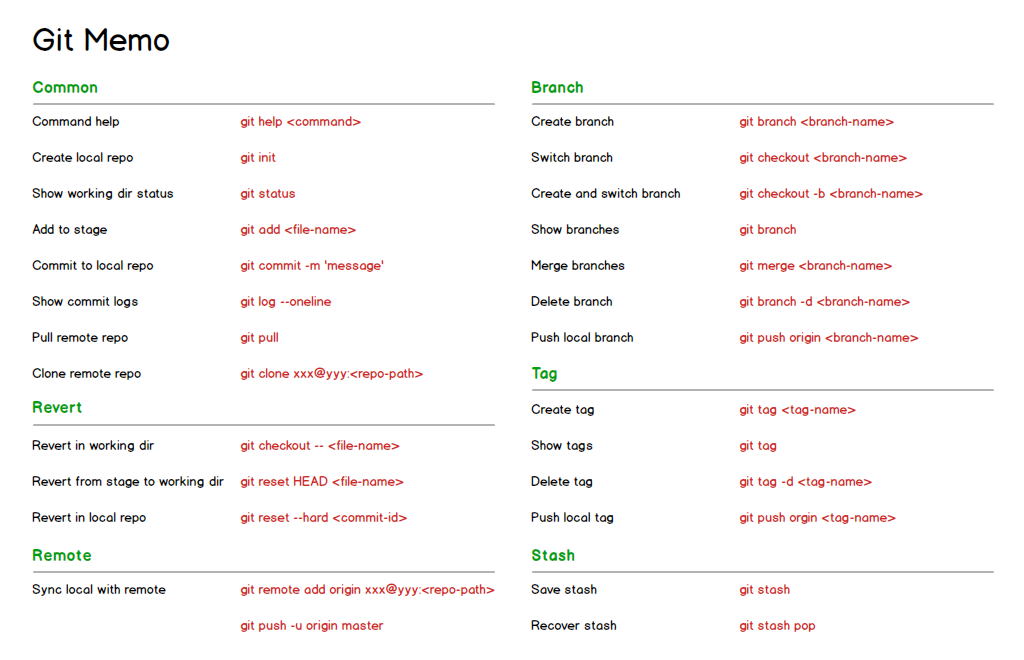 Git Memo
Common
Command help git help <command>
Create local repo git init
Show working dir status git status
Add to stage git add <file-name>
Commit to local repo git commit -m 'message'
Show commit logs git log --oneline
Pull remote repo git pull
Clone remote repo git clone xxx@yyy:<repo-path>
Revert
Revert in working dir git checkout -- <file-name>
Revert from stage to working dir git reset HEAD <file-name>
Revert in local repo git reset --hard <commit-id>
Remote
Sync local with remote git remote add origin xxx@yyy:<repo-path>
git push -u origin master
Branch
Create branch git branch <branch-name>
Switch branch git checkout <branch-name>
Create and switch branch git checkout -b <branch-name>
Show branches git branch
Merge branches git merge <branch-name>
Delete branch git branch -d <branch-name>
Push local branch git push origin <branch-name>
Tag
Create tag git tag <tag-name>
Show tags git tag
Delete tag git tag -d <tag-name>
Push local tag git push orgin <tag-name>
Stash
Save stash git stash
Recover stash git stash pop